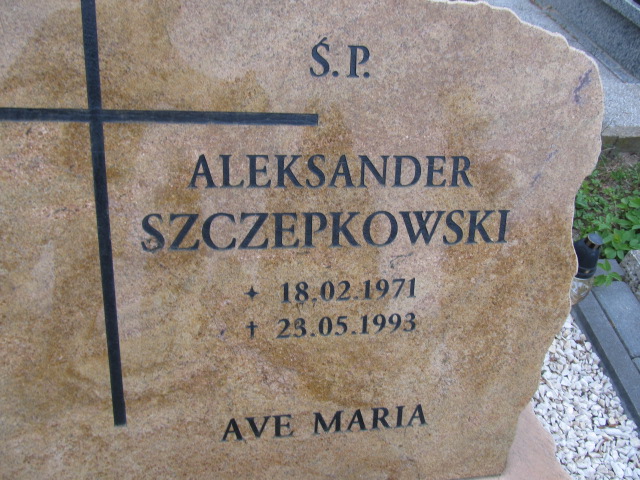 Ś.P.
ALEKSANDER
SZCZEPKOWSKI
✦ 18.02.1971
✝ 23.05.1993
AVE MARIA